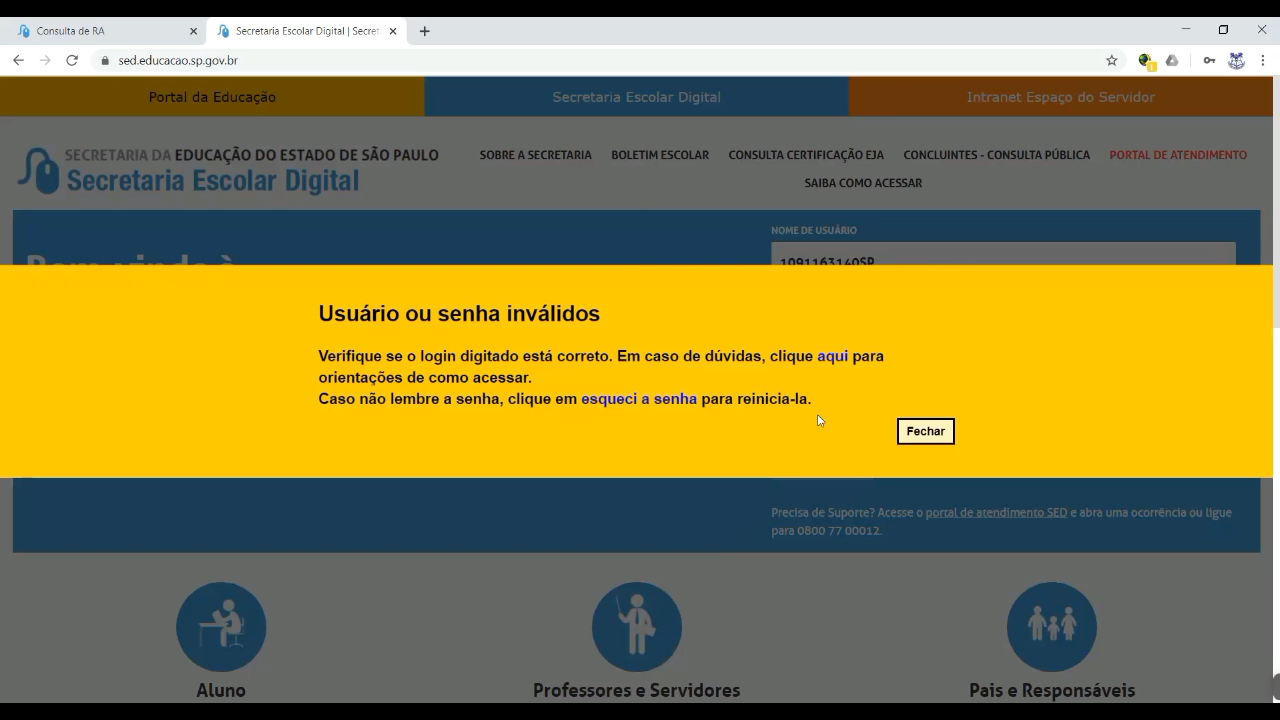 Consulta de RA
Secretaria Escolar Digital | Secret
sed.educacao.sp.gov.br
1
Portal da Educação
Secretaria Escolar Digital
Intranet Espaço do Servidor
SECRETARIA DA EDUCAÇÃO DO ESTADO DE SÃO PAULO
Secretaria Escolar Digital
SOBRE A SECRETARIA
BOLETIM ESCOLAR
CONSULTA CERTIFICAÇÃO EJA
CONCLUINTES - CONSULTA PÚBLICA
PORTAL DE ATENDIMENTO
SAIBA COMO ACESSAR
NOME DE USUÁRIO
1091163140SP
Usuário ou senha inválidos
Verifique se o login digitado está correto. Em caso de dúvidas, clique aqui para
orientações de como acessar.
Caso não lembre a senha, clique em esqueci a senha para reinicia-la.
Fechar
Precisa de Suporte? Acesse o portal de atendimento SED e abra uma ocorrência ou ligue
para 0800 77 00012.
Aluno
Professores e Servidores
Pais e Responsáveis